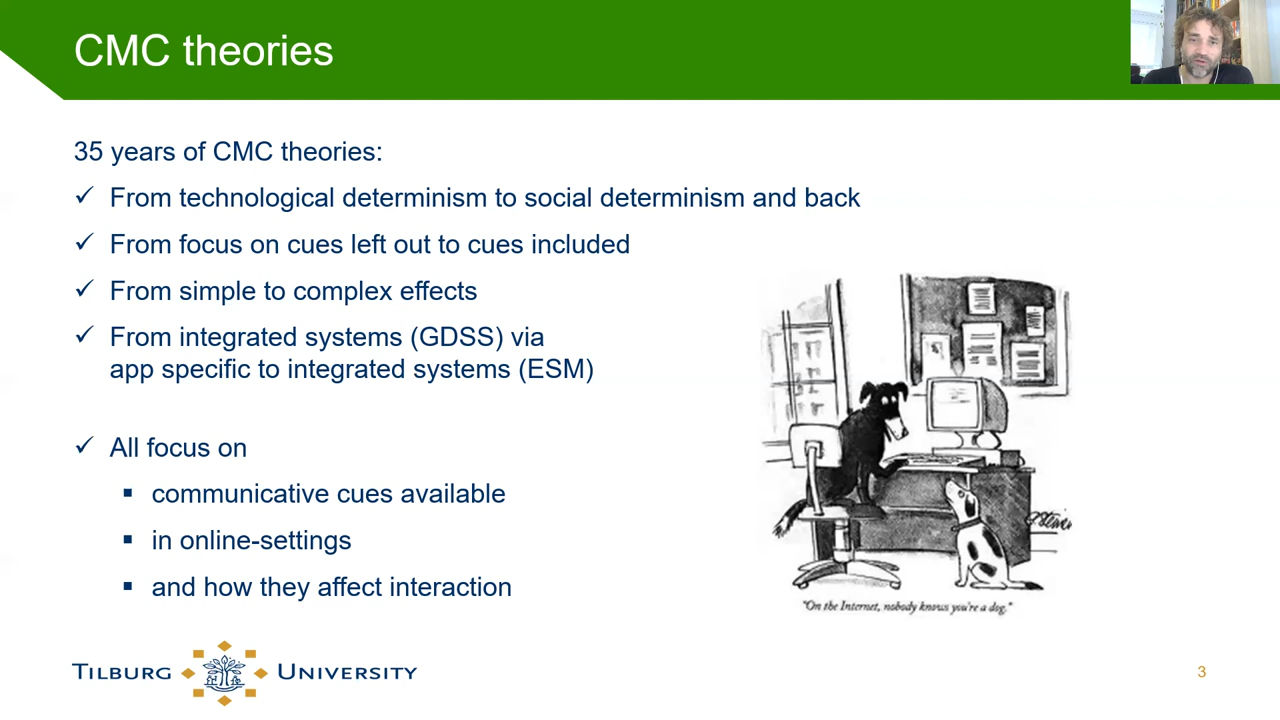 CMC theories
35 years of CMC theories:
✓ From technological determinism to social determinism and back
✓ From focus on cues left out to cues included
✓ From simple to complex effects
✓ From integrated systems (GDSS) via
app specific to integrated systems (ESM)
✓ All focus on
▪ communicative cues available
▪ in online-settings
▪ and how they affect interaction
"On the Internet, nobody knows you're a dog."
TILBURG UNIVERSITY
3